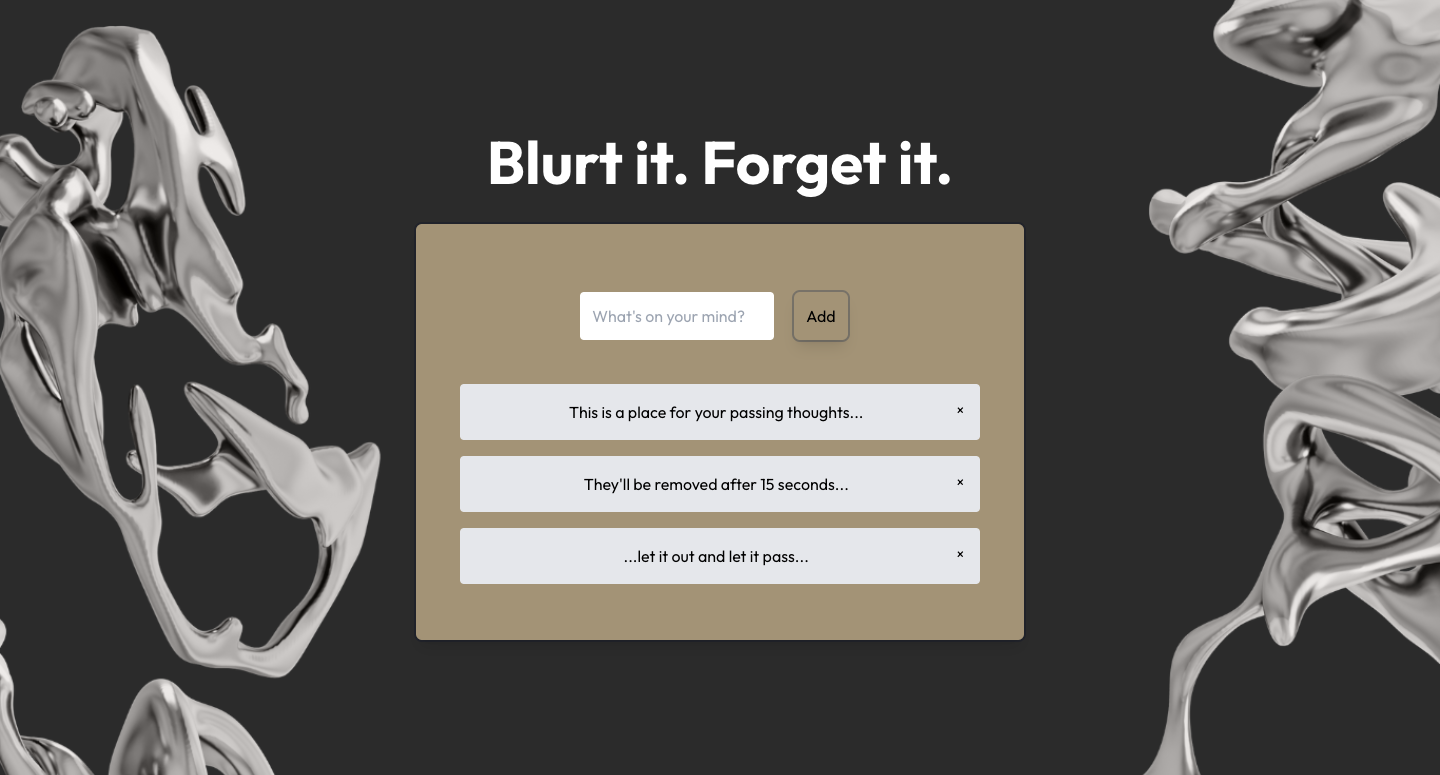 Blurt it. Forget it.
What's on your mind?
Add
This is a place for your passing thoughts...
×
They'll be removed after 15 seconds...
×
...let it out and let it pass...
×